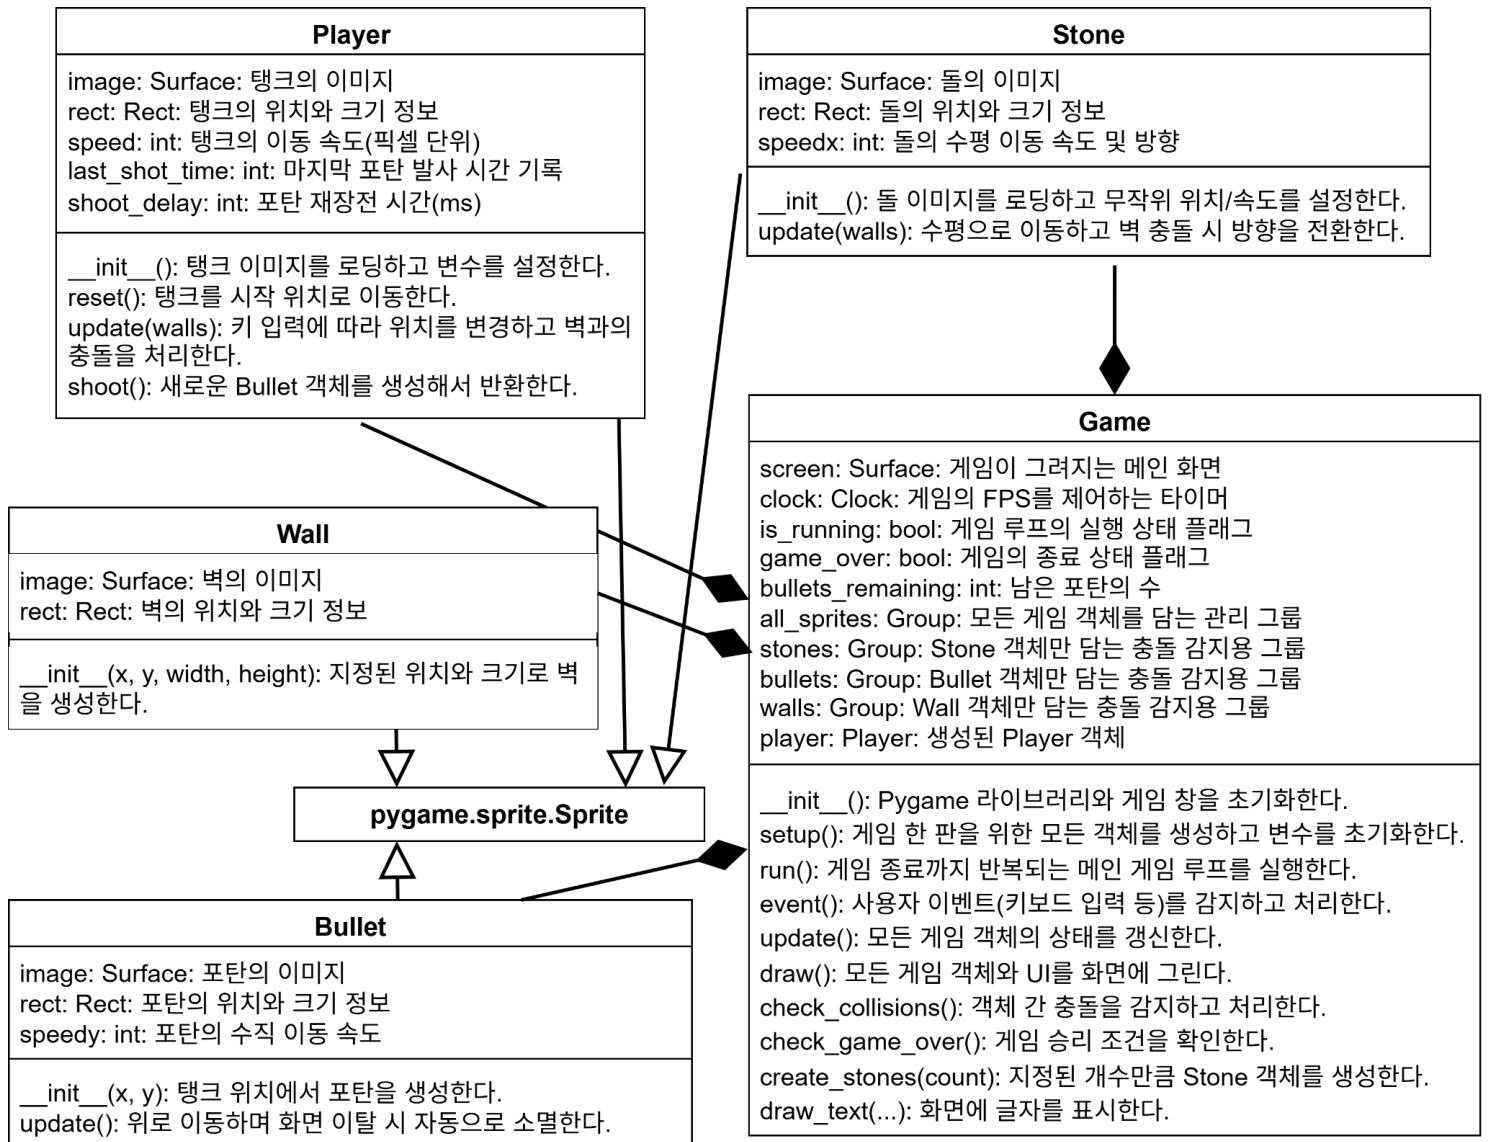 Player
image: Surface: 탱크의 이미지
rect: Rect: 탱크의 위치와 크기 정보
speed: int: 탱크의 이동 속도(픽셀 단위)
last_shot_time: int: 마지막 포탄 발사 시간 기록
shoot_delay: int: 포탄 재장전 시간(ms)
__init__(): 탱크 이미지를 로딩하고 변수를 설정한다.
reset(): 탱크를 시작 위치로 이동한다.
update(walls): 키 입력에 따라 위치를 변경하고 벽과의
충돌을 처리한다.
shoot(): 새로운 Bullet 객체를 생성해서 반환한다.
Stone
image: Surface: 돌의 이미지
rect: Rect: 돌의 위치와 크기 정보
speedx: int: 돌의 수평 이동 속도 및 방향
__init__(): 돌 이미지를 로딩하고 무작위 위치/속도를 설정한다.
update(walls): 수평으로 이동하고 벽 충돌 시 방향을 전환한다.
Wall
image: Surface: 벽의 이미지
rect: Rect: 벽의 위치와 크기 정보
__init__(x, y, width, height): 지정된 위치와 크기로 벽
을 생성한다.
pygame.sprite.Sprite
Bullet
image: Surface: 포탄의 이미지
rect: Rect: 포탄의 위치와 크기 정보
speedy: int: 포탄의 수직 이동 속도
__init__(x, y): 탱크 위치에서 포탄을 생성한다.
update(): 위로 이동하며 화면 이탈 시 자동으로 소멸한다.
Game
screen: Surface: 게임이 그려지는 메인 화면
clock: Clock: 게임의 FPS를 제어하는 타이머
is_running: bool: 게임 루프의 실행 상태 플래그
game_over: bool: 게임의 종료 상태 플래그
bullets_remaining: int: 남은 포탄의 수
all_sprites: Group: 모든 게임 객체를 담는 관리 그룹
stones: Group: Stone 객체만 담는 충돌 감지용 그룹
bullets: Group: Bullet 객체만 담는 충돌 감지용 그룹
walls: Group: Wall 객체만 담는 충돌 감지용 그룹
player: Player: 생성된 Player 객체
__init__(): Pygame 라이브러리와 게임 창을 초기화한다.
setup(): 게임 한 판을 위한 모든 객체를 생성하고 변수를 초기화한다.
run(): 게임 종료까지 반복되는 메인 게임 루프를 실행한다.
event(): 사용자 이벤트(키보드 입력 등)를 감지하고 처리한다.
update(): 모든 게임 객체의 상태를 갱신한다.
draw(): 모든 게임 객체와 UI를 화면에 그린다.
check_collisions(): 객체 간 충돌을 감지하고 처리한다.
check_game_over(): 게임 승리 조건을 확인한다.
create_stones(count): 지정된 개수만큼 Stone 객체를 생성한다.
draw_text(...): 화면에 글자를 표시한다.